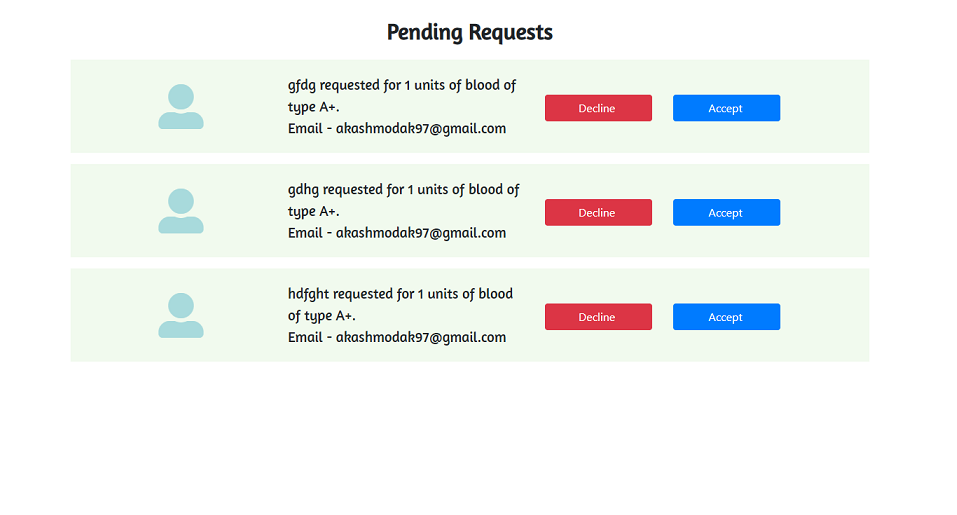 Pending Requests
gfdg requested for 1 units of blood of
type A+.
Email - akashmodak97@gmail.com
Decline
Accept
gdhg requested for 1 units of blood of
type A+.
Email - akashmodak97@gmail.com
Decline
Accept
hdfght requested for 1 units of blood
of type A+.
Email - akashmodak97@gmail.com
Decline
Accept